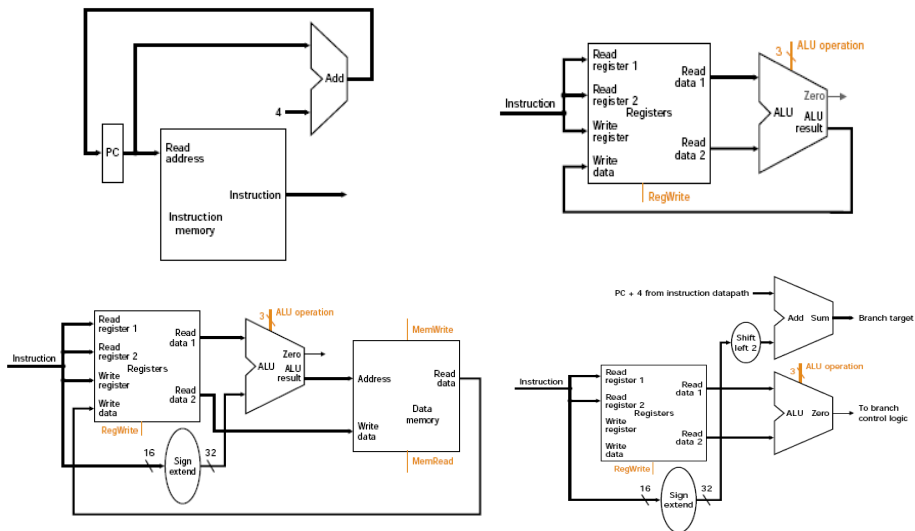 Add
4
PC
Read
address
Instruction
Instruction
memory
3
ALU operation
Read
register 1
Read
data 1
Instruction
Read
register 2
Registers
Write
register
Write
data
Read
data 2
Zero
ALU
ALU
result
RegWrite
3
ALU operation
MemWrite
Read
register 1
Read
data 1
Instruction
Read
register 2
Registers
Write
register
Write
data
Read
data 2
Zero
ALU
ALU
result
Address
Read
data
Data
memory
Write
data
RegWrite
MemRead
16
Sign
extend
32
PC + 4 from instruction datapath
Add
Sum
Branch target
Shift
left 2
3
ALU operation
Instruction
Read
register 1
Read
data 1
Read
register 2
Registers
Write
register
Write
data
Read
data 2
ALU
Zero
To branch
control logic
RegWrite
16
Sign
extend
32